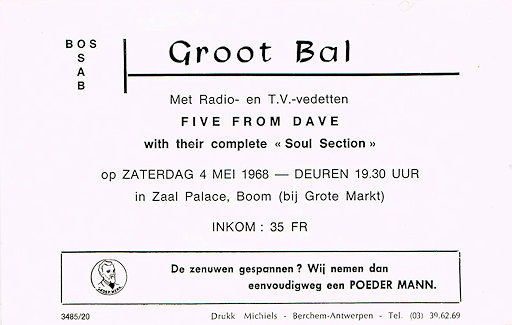 BOS
O
S
A
B
Groot Bal
Met Radio- en T.V.-vedetten
FIVE FROM DAVE
with their complete « Soul Section »
op ZATERDAG 4 MEI 1968 — DEUREN 19.30 UUR
in Zaal Palace, Boom (bij Grote Markt)
INKOM : 35 FR
De zenuwen gespannen ? Wij nemen dan
eenvoudigweg een POEDER MANN.
3485/20 Drukk Michiels - Berchem-Antwerpen - Tel. (03) 39.62.69